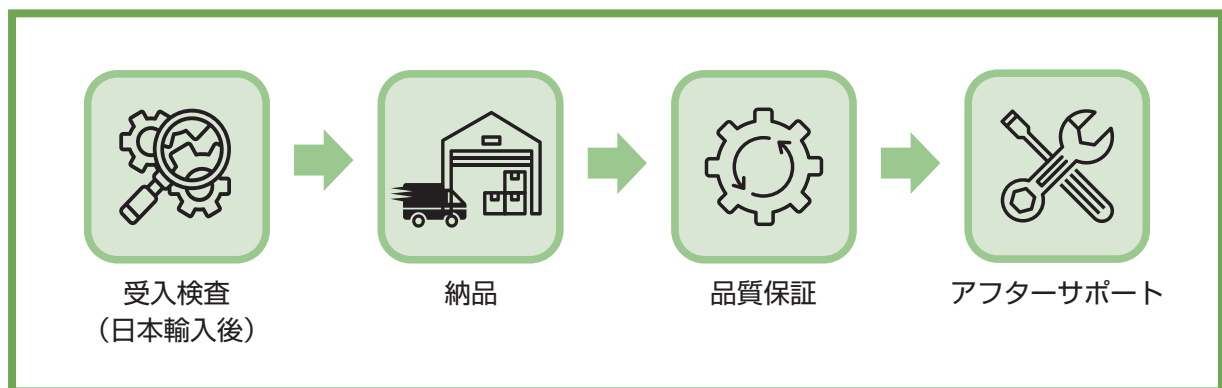 受入検査
（日本輸入後）
納品
品質保証
アフターサポート